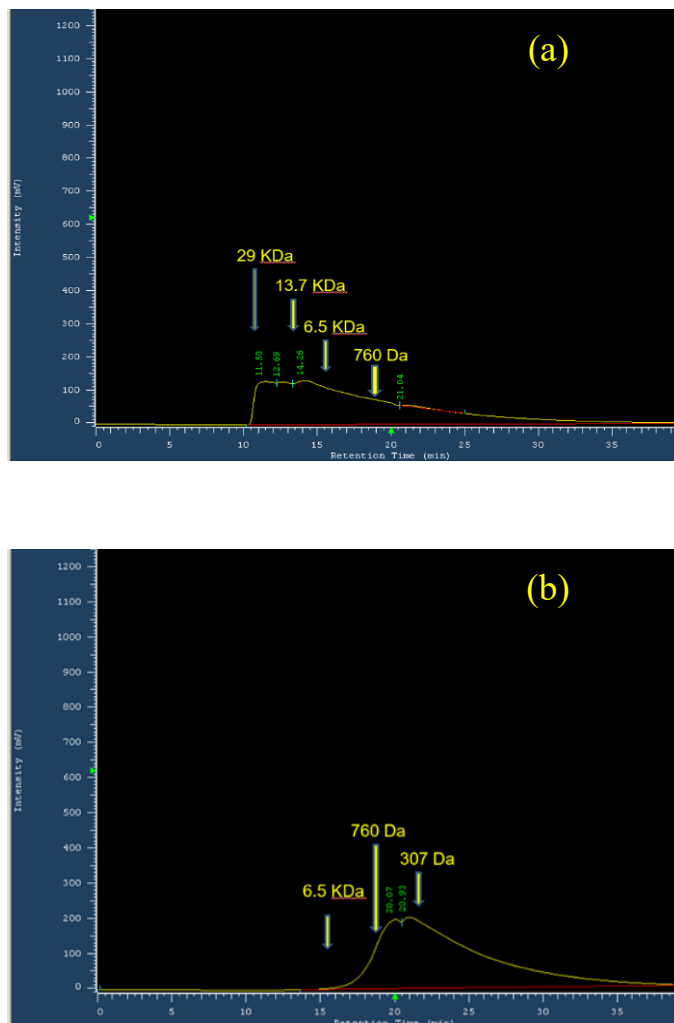 (a)
1200
1100
1000
900
800
700
600
500
400
300
200
100
0
Intensity (mV)
29 KDa
13.7 KDa
6.5 KDa
760 Da
11.58
12.69
14.26
21.04
0 5 10 15 20 25 30 35
Retention Time (min)
(b)
1200
1100
1000
900
800
700
600
500
400
300
200
100
0
Intensity (mV)
760 Da
307 Da
6.5 KDa
20.07
20.93
0 5 10 15 20 25 30 35
Retention Time (min)